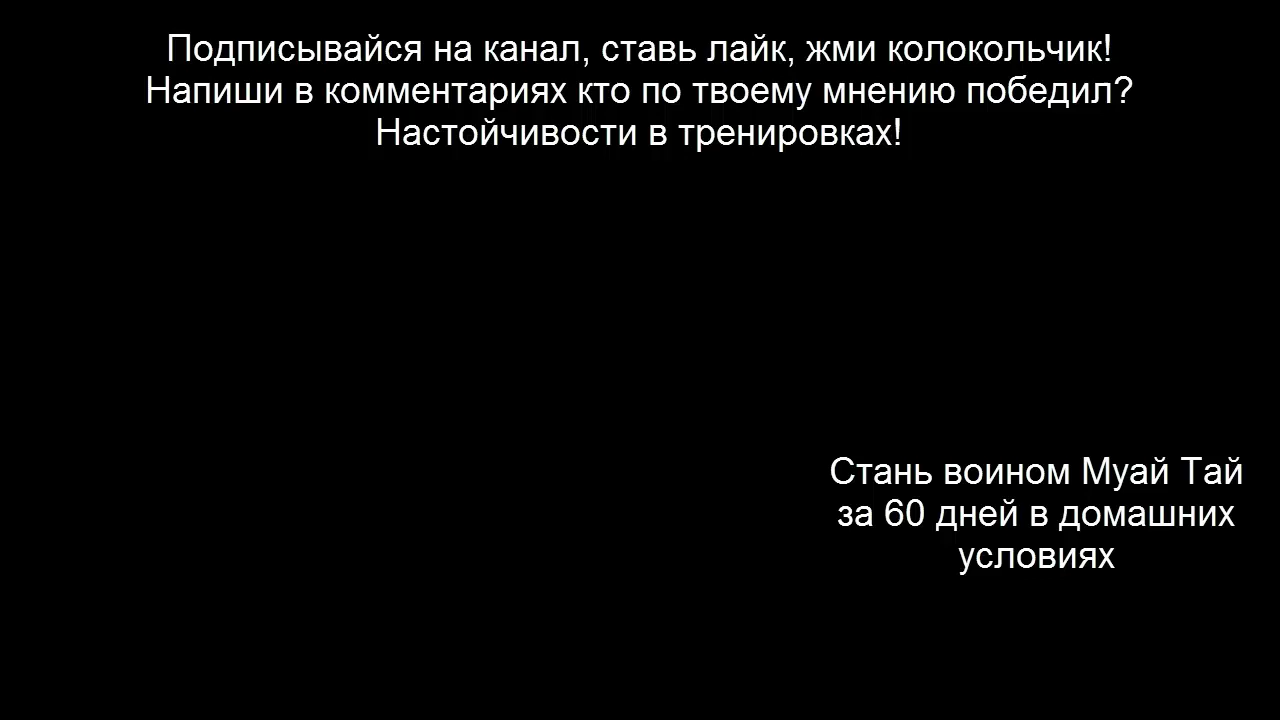 Подписывайся на канал, ставь лайк, жми колокольчик!
Напиши в комментариях кто по твоему мнению победил?
Настойчивости в тренировках!
Стань воином Муай Тай
за 60 дней в домашних
условиях